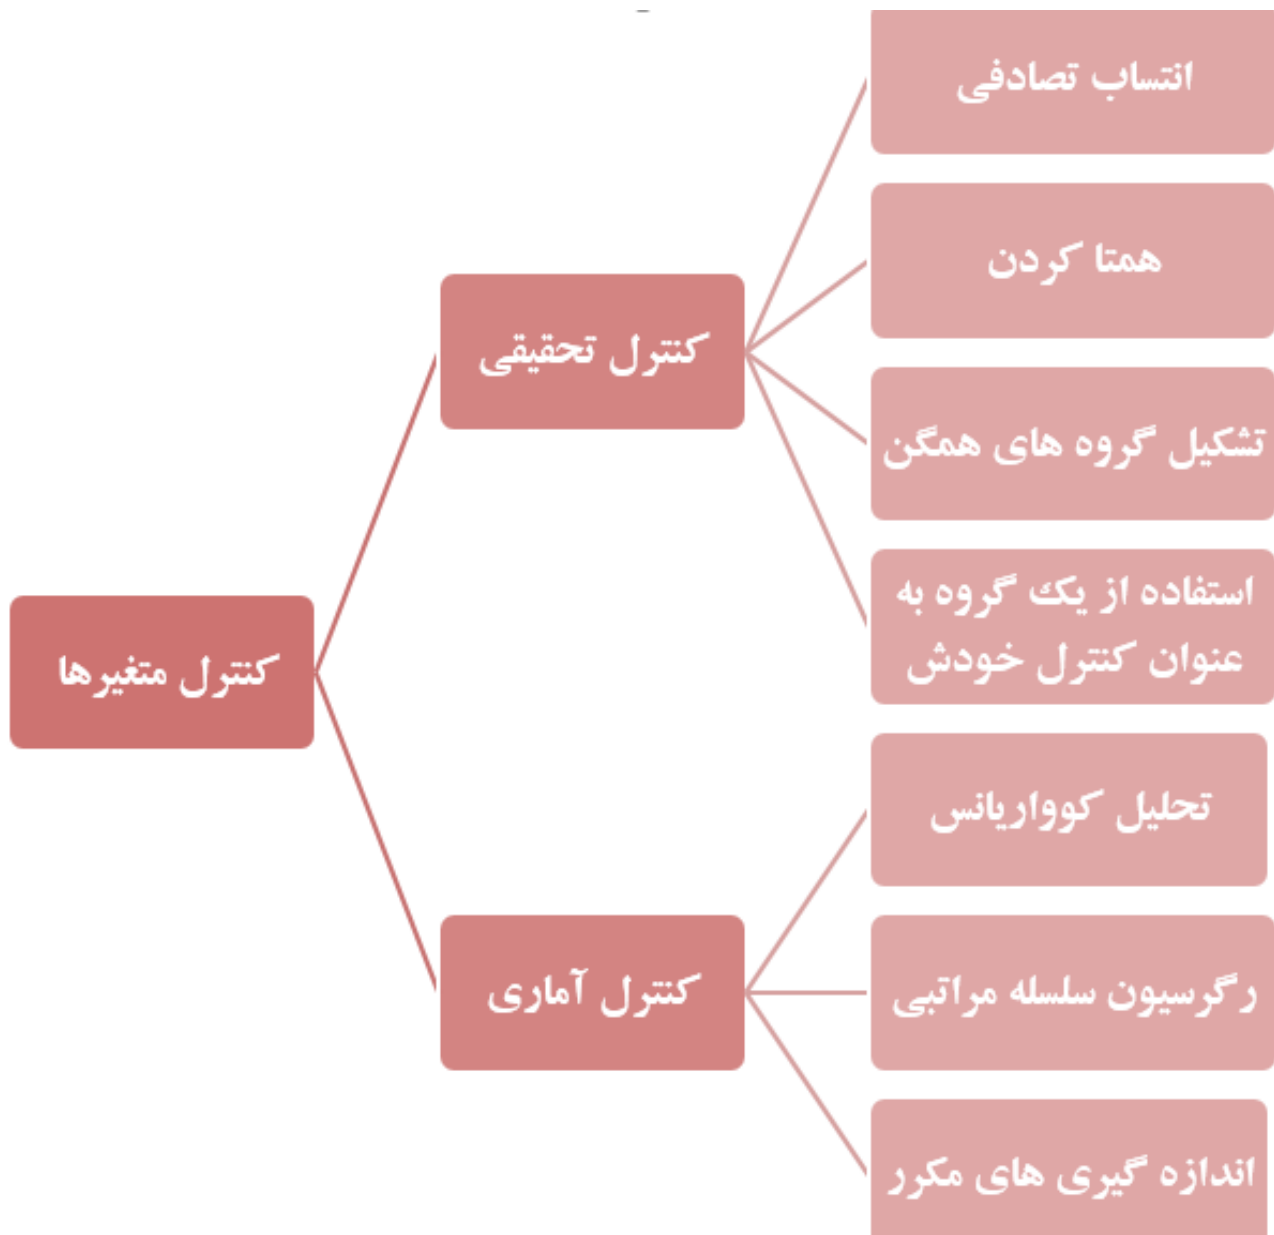 انتساب تصادفی
همتا کردن
کنترل تحقیقی
تشکیل گروه های همگن
استفاده از یک گروه به
عنوان کنترل خودش
کنترل متغیرها
تحلیل کوواریانس
کنترل آماری
رگرسیون سلسله مراتبی
اندازه گیری های مکرر